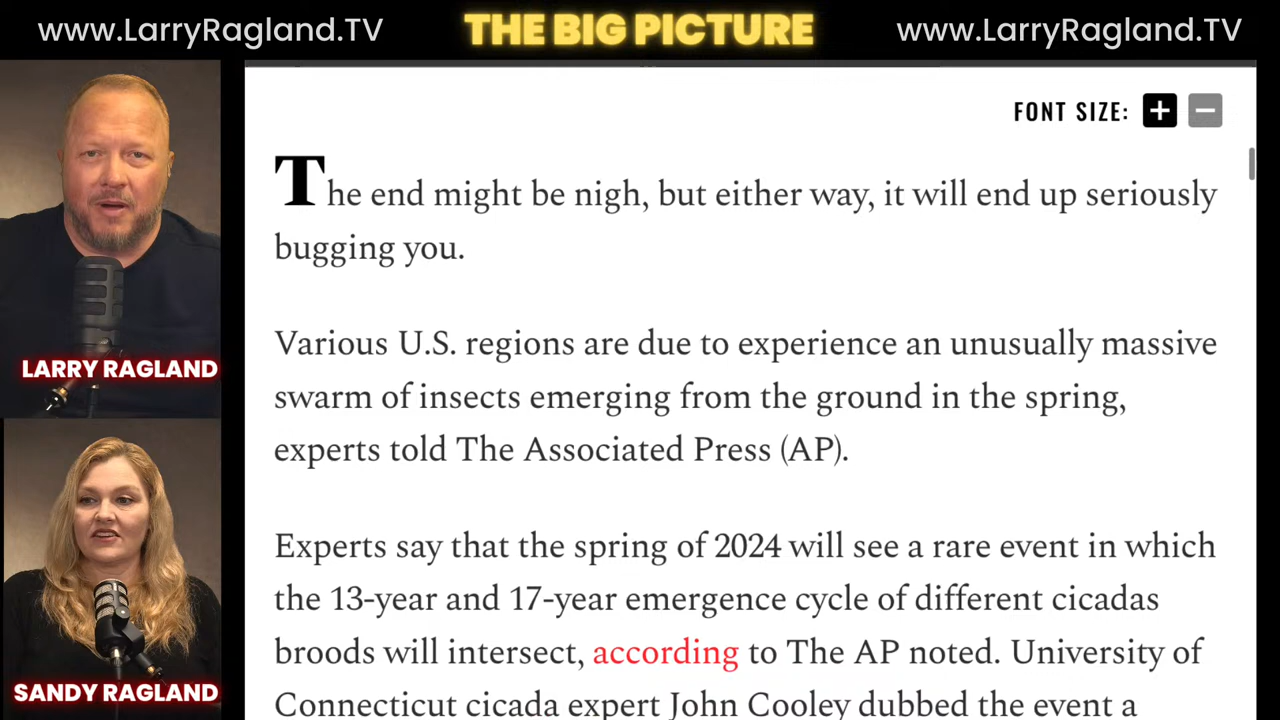 www.LarryRagland.TV
THE BIG PICTURE
www.LarryRagland.TV
FONT SIZE: + −
The end might be nigh, but either way, it will end up seriously
bugging you.
Various U.S. regions are due to experience an unusually massive
swarm of insects emerging from the ground in the spring,
experts told The Associated Press (AP).
Experts say that the spring of 2024 will see a rare event in which
the 13-year and 17-year emergence cycle of different cicadas
broods will intersect, according to The AP noted. University of
Connecticut cicada expert John Cooley dubbed the event a
LARRY RAGLAND
SANDY RAGLAND